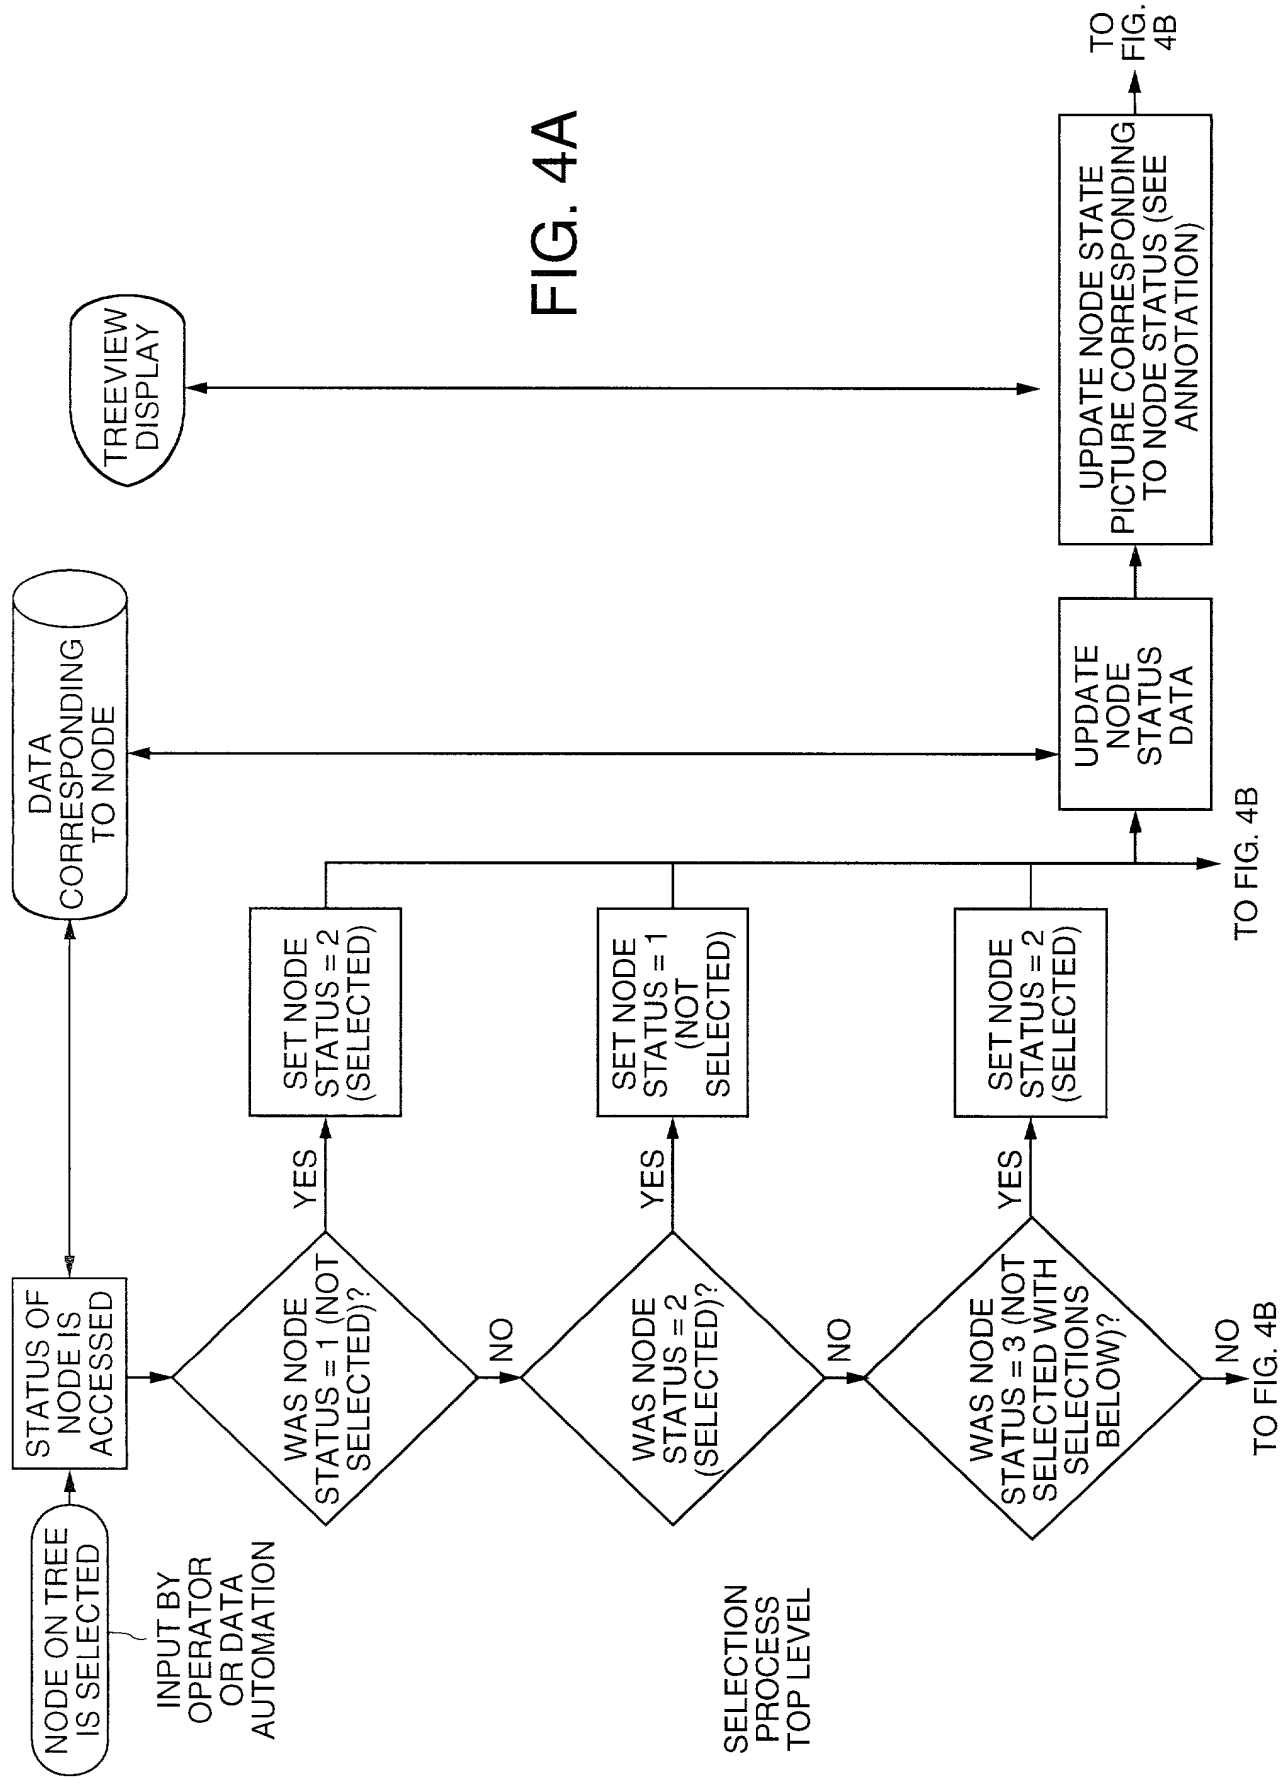 NODE ON TREE
IS SELECTED
INPUT BY
OPERATOR
OR DATA
AUTOMATION
STATUS OF
NODE IS
ACCESSED
DATA
CORRESPONDING
TO NODE
TREEVIEW
DISPLAY
WAS NODE
STATUS = 1 (NOT
SELECTED)?
YES
SET NODE
STATUS = 2
(SELECTED)
NO
WAS NODE
STATUS = 2
(SELECTED)?
YES
SET NODE
STATUS = 1
(NOT
SELECTED)
NO
SELECTION
PROCESS
TOP LEVEL
WAS NODE
STATUS = 3 (NOT
SELECTED WITH
SELECTIONS
BELOW)?
YES
SET NODE
STATUS = 2
(SELECTED)
NO
TO FIG. 4B
TO FIG. 4B
UPDATE
NODE
STATUS
DATA
UPDATE NODE STATE
PICTURE CORRESPONDING
TO NODE STATUS (SEE
ANNOTATION)
TO
FIG.
4B
FIG. 4A